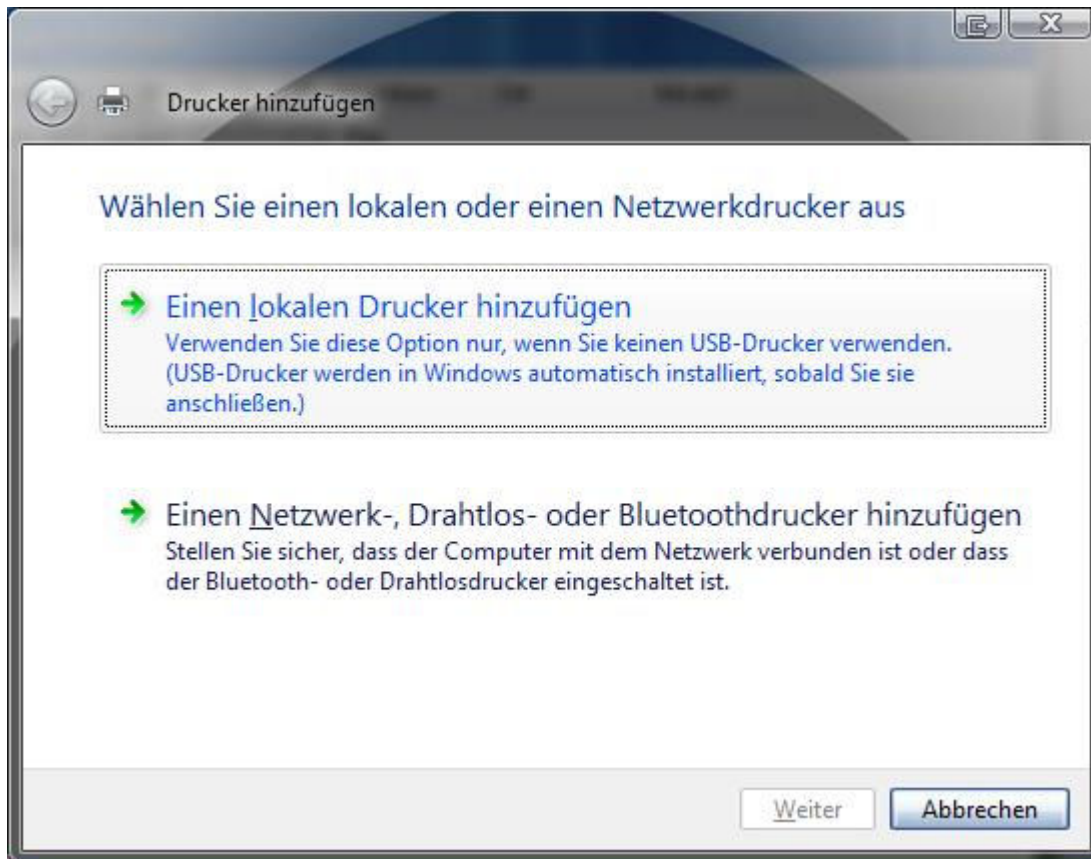 Drucker hinzufügen
Wählen Sie einen lokalen oder einen Netzwerkdrucker aus
Einen lokalen Drucker hinzufügen
Verwenden Sie diese Option nur, wenn Sie keinen USB-Drucker verwenden.
(USB-Drucker werden in Windows automatisch installiert, sobald Sie sie
anschließen.)
Einen Netzwerk-, Drahtlos- oder Bluetoothdrucker hinzufügen
Stellen Sie sicher, dass der Computer mit dem Netzwerk verbunden ist oder dass
der Bluetooth- oder Drahtlosdrucker eingeschaltet ist.
Weiter Abbrechen